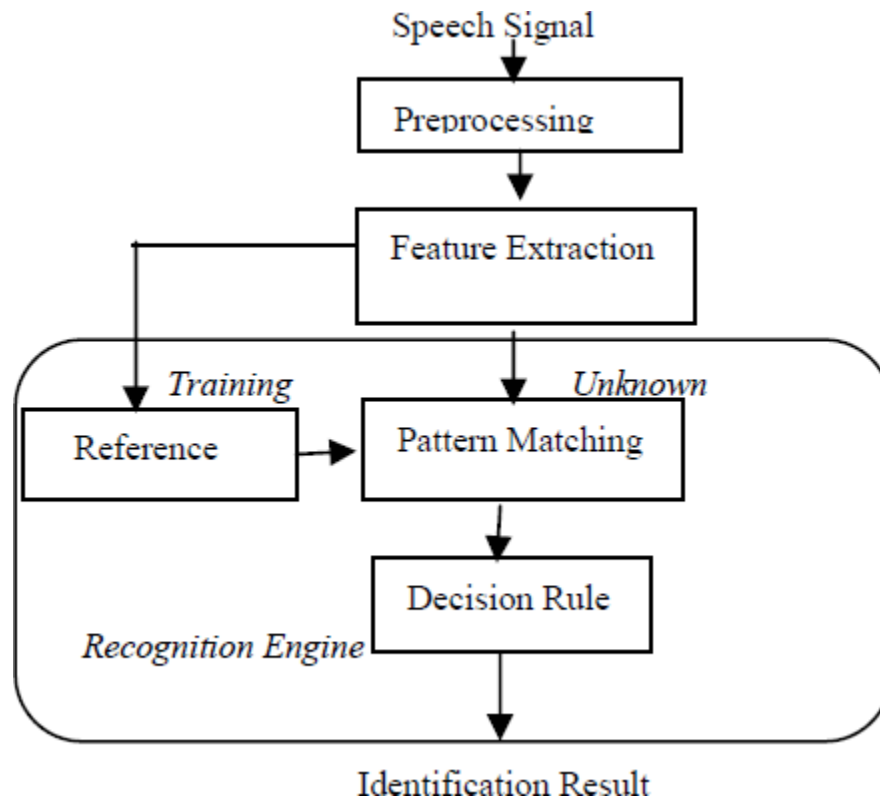 Speech Signal
Preprocessing
Feature Extraction
Training
Unknown
Reference
Pattern Matching
Decision Rule
Recognition Engine
Identification Result